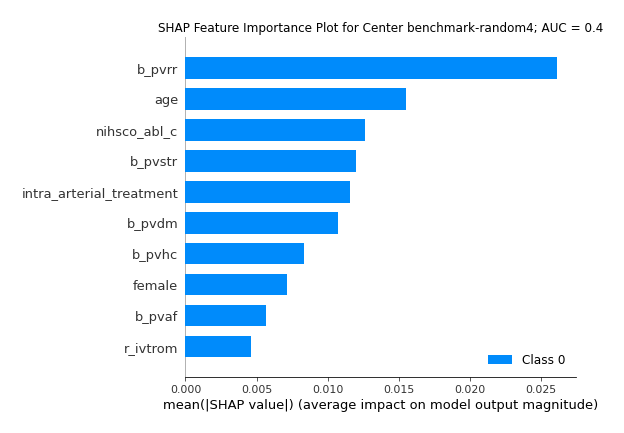 SHAP Feature Importance Plot for Center benchmark-random4; AUC = 0.4
b_pvrr
age
nihsco_abl_c
b_pvstr
intra_arterial_treatment
b_pvdm
b_pvhc
female
b_pvaf
r_ivtrom
Class 0
0.000 0.005 0.010 0.015 0.020 0.025
mean(|SHAP value|) (average impact on model output magnitude)